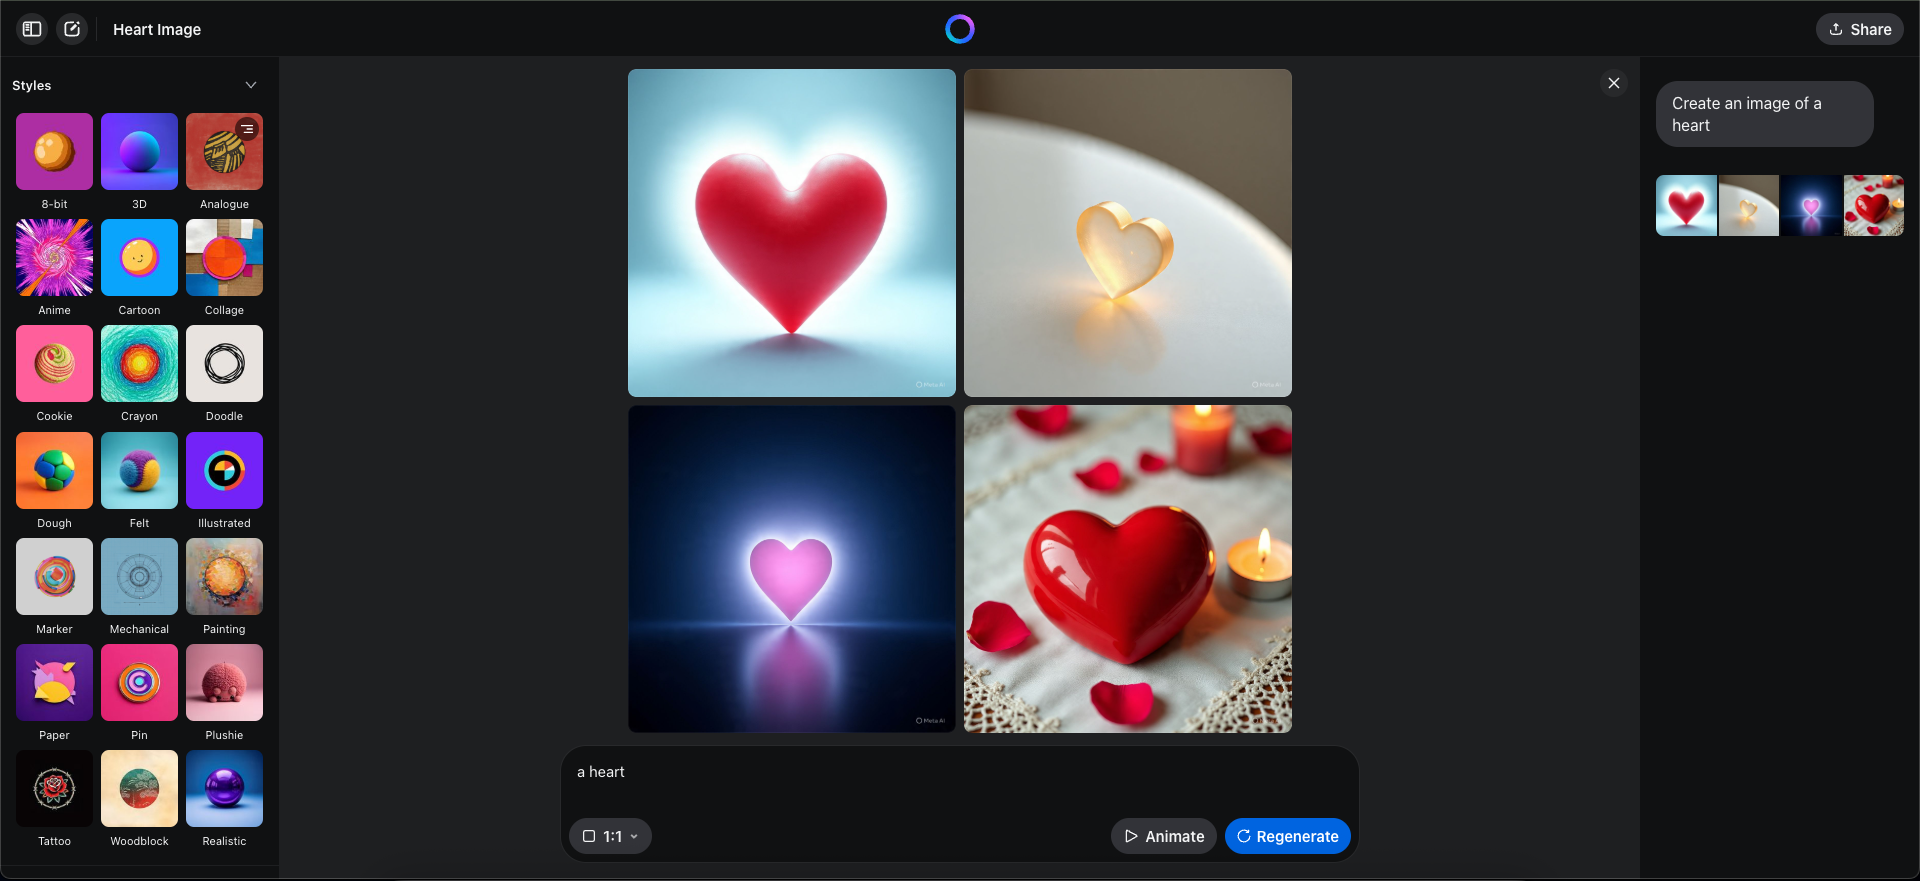 Heart Image
Share
Styles
8-bit
3D
Analogue
Anime
Cartoon
Collage
Cookie
Crayon
Doodle
Dough
Felt
Illustrated
Marker
Mechanical
Painting
Paper
Pin
Plushie
Tattoo
Woodblock
Realistic
Meta AI
Meta AI
Meta AI
a heart
1:1
Animate
Regenerate
Create an image of a
heart